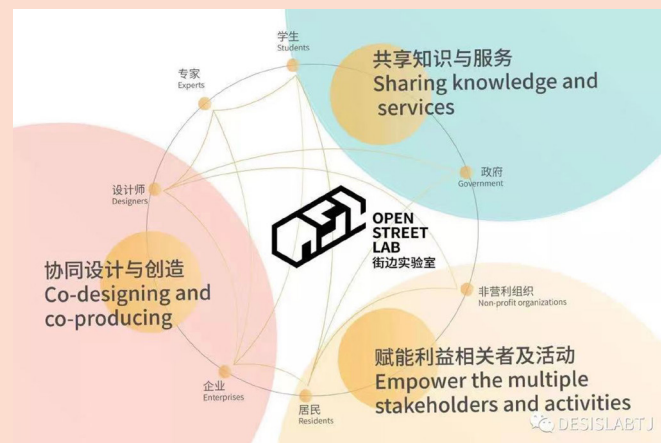 学生
Students
共享知识与服务
Sharing knowledge and
services
专家
Experts
政府
Government
设计师
Designers
OPEN
STREET
LAB
街边实验室
协同设计与创造
Co-designing and
co-producing
非营利组织
Non-profit organizations
赋能利益相关者及活动
Empower the multiple
stakeholders and activities
企业
Enterprises
居民
Residents
DESISLABTJ